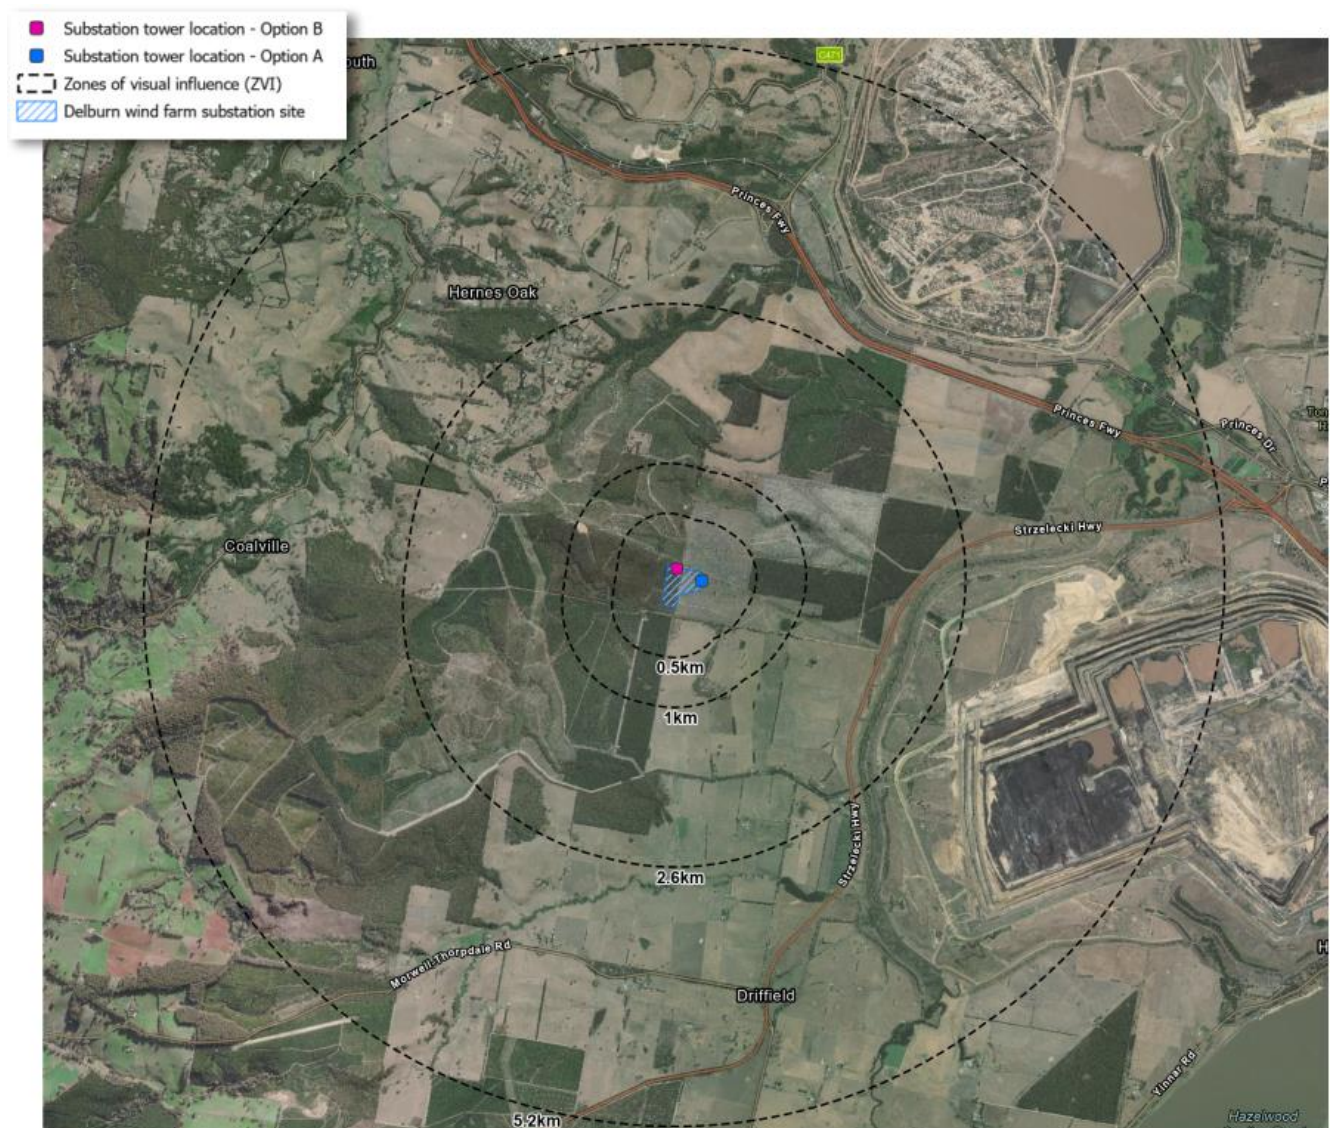 Substation tower location - Option B
Substation tower location - Option A
Zones of visual influence (ZVI)
Delburn wind farm substation site
outh
C471
Princes Fwy
Hernes Oak
Princes Fwy
Princes Dr
Strzelecki Hwy
Coalville
0.5km
1km
Strzelecki Hwy
2.6km
Morwell-Thorpdale Rd
Driffield
Yinnar Rd
5.2km
Hazelwood